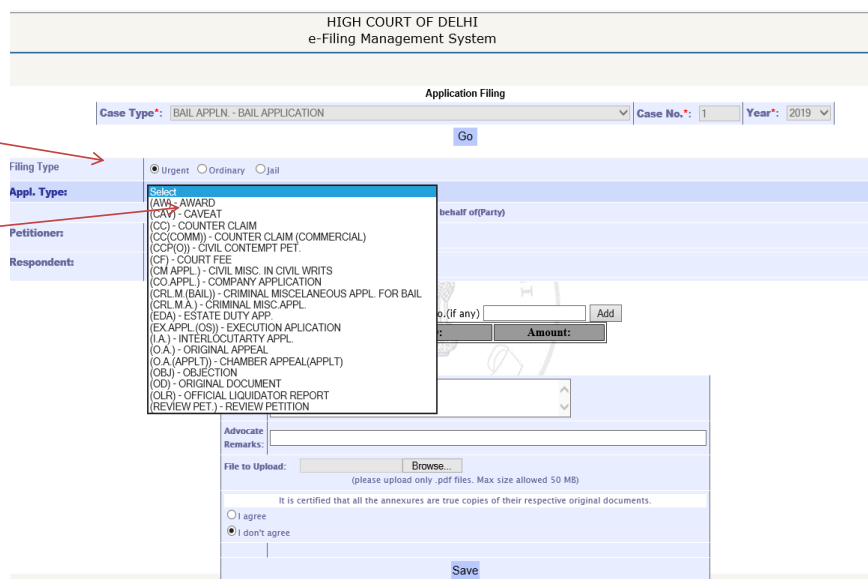 HIGH COURT OF DELHI
e-Filing Management System
Application Filing
Case Type*: BAIL APPLN. - BAIL APPLICATION Case No.*: 1 Year*: 2019
Go
Filing Type Urgent Ordinary Jail
Appl. Type: Select
(AW) - AWARD
(CAV) - CAVEAT
behalf of(Party)
(CC) - COUNTER CLAIM
Petitioner:
(CC(COMM)) - COUNTER CLAIM (COMMERCIAL)
(CCP(O)) - CIVIL CONTEMPT PET.
(CF) - COURT FEE
Respondent:
(CM APPL.) - CIVIL MISC. IN CIVIL WRITS
(CO.APPL.) - COMPANY APPLICATION
(CRL.M.(BAIL)) - CRIMINAL MISCELANEOUS APPL. FOR BAIL
(CRL.M.A.) - CRIMINAL MISC.APPL.
o.(if any) Add
(EDA) - ESTATE DUTY APP.
(EX.APPL.(OS)) - EXECUTION APLICATION
Amount:
(I.A.) - INTERLOCUTARTY APPL.
(O.A.) - ORIGINAL APPEAL
(O.A.(APPLT)) - CHAMBER APPEAL(APPLT)
(OBJ) - OBJECTION
(OD) - ORIGINAL DOCUMENT
(OLR) - OFFICIAL LIQUIDATOR REPORT
(REVIEW PET.) - REVIEW PETITION
Advocate
Remarks:
File to Upload: Browse...
(please upload only .pdf files. Max size allowed 50 MB)
It is certified that all the annexures are true copies of their respective original documents.
I agree
I don't agree
Save